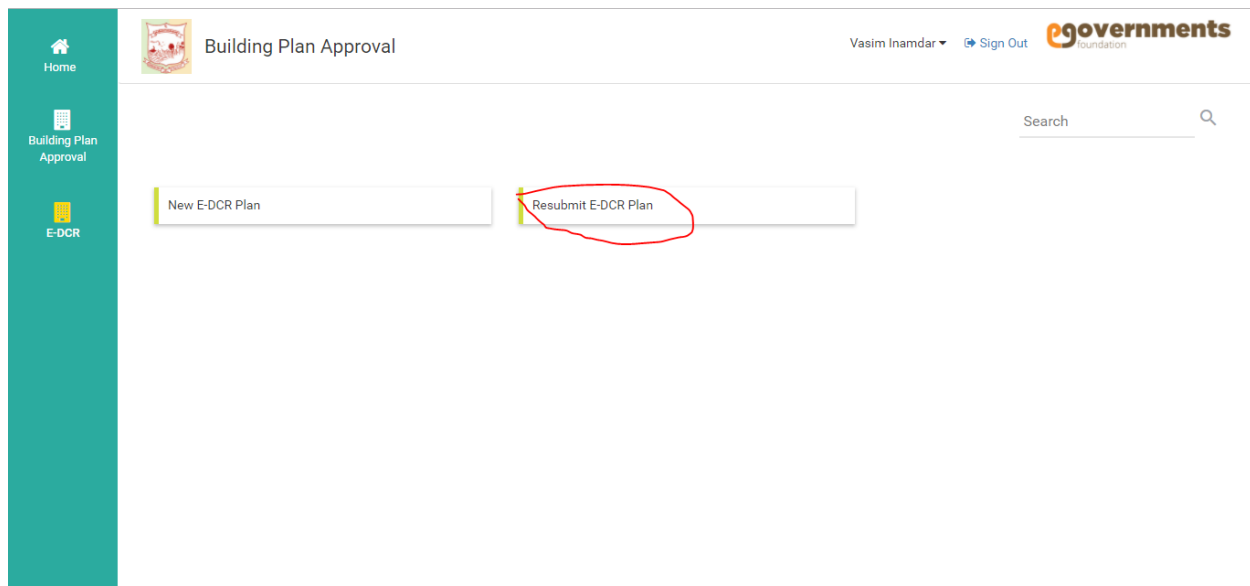 Home
Building Plan
Approval
E-DCR
Building Plan Approval
Vasim Inamdar
Sign Out
egovernments
foundation
Search
New E-DCR Plan
Resubmit E-DCR Plan